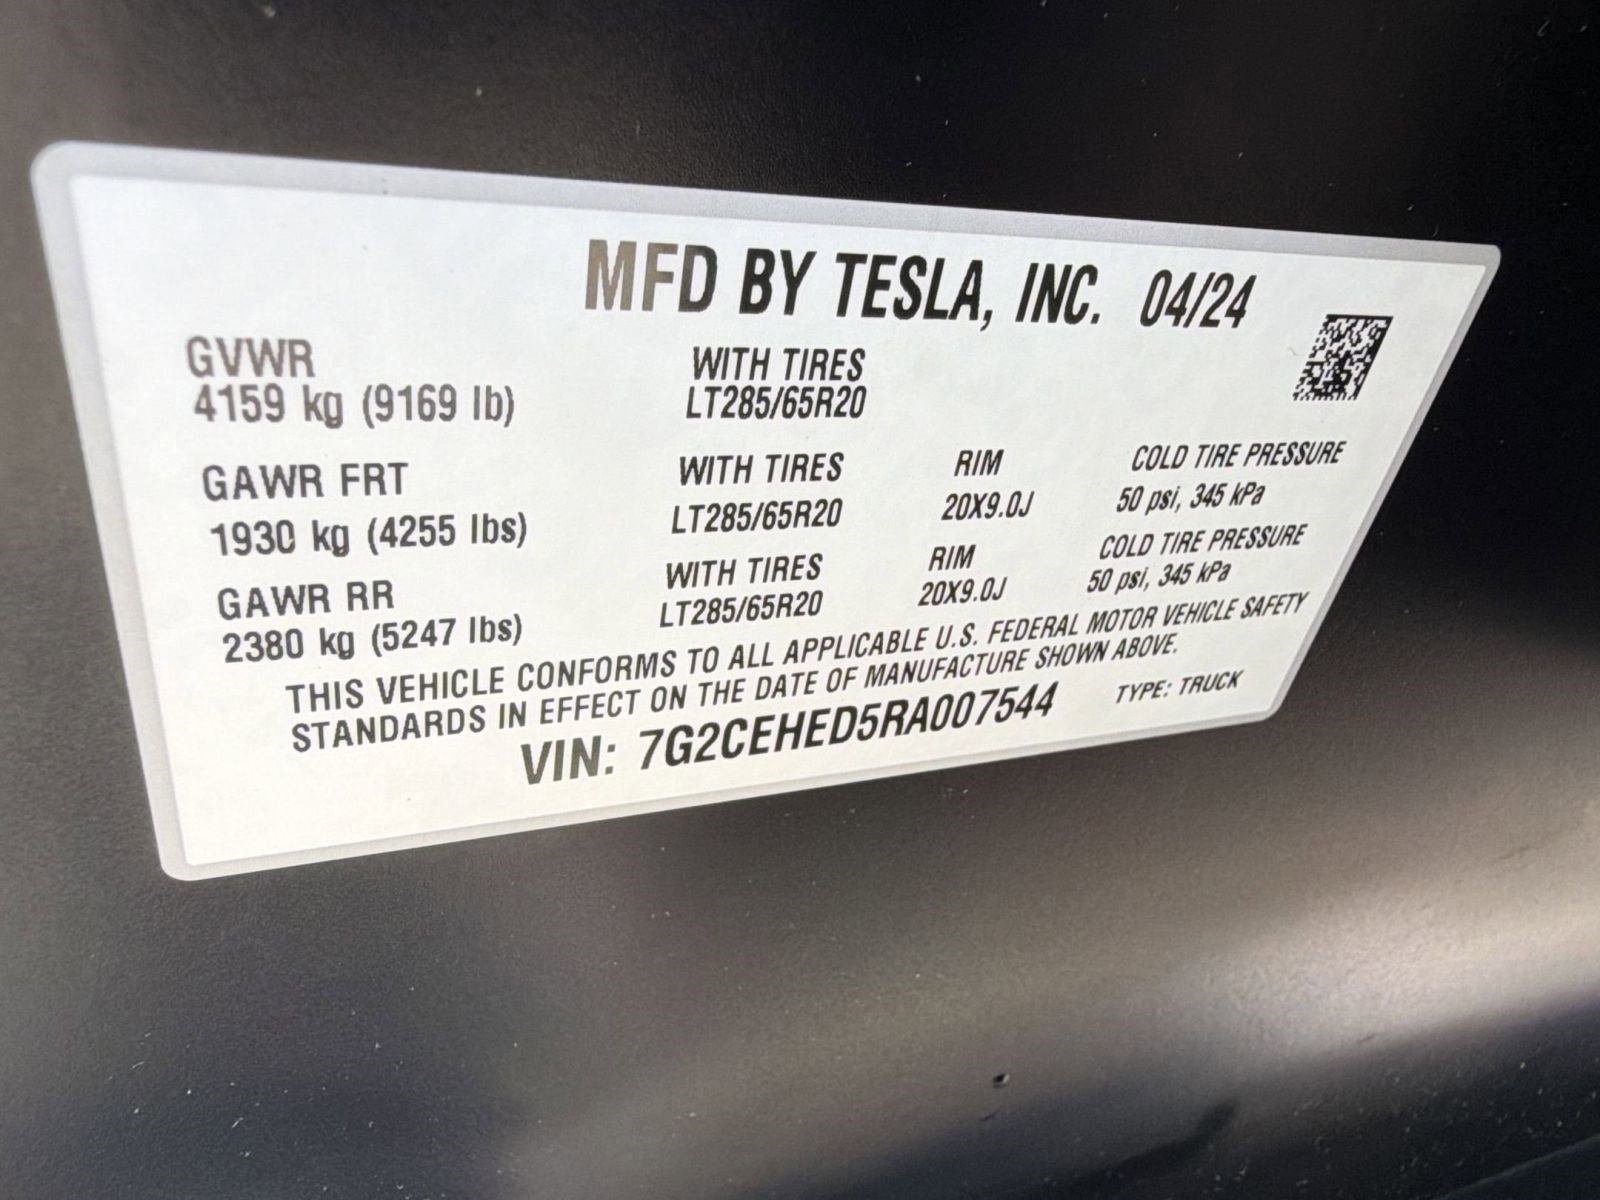 MFD BY TESLA, INC. 04/24
GVWR
4159 kg (9169 lb)
WITH TIRES
LT285/65R20
GAWR FRT
1930 kg (4255 lbs)
WITH TIRES
LT285/65R20
RIM
20X9.0J
COLD TIRE PRESSURE
50 psi, 345 kPa
GAWR RR
2380 kg (5247 lbs)
WITH TIRES
LT285/65R20
RIM
20X9.0J
COLD TIRE PRESSURE
50 psi, 345 kPa
THIS VEHICLE CONFORMS TO ALL APPLICABLE U.S. FEDERAL MOTOR VEHICLE SAFETY
STANDARDS IN EFFECT ON THE DATE OF MANUFACTURE SHOWN ABOVE.
VIN: 7G2CEHED5RA007544
TYPE: TRUCK